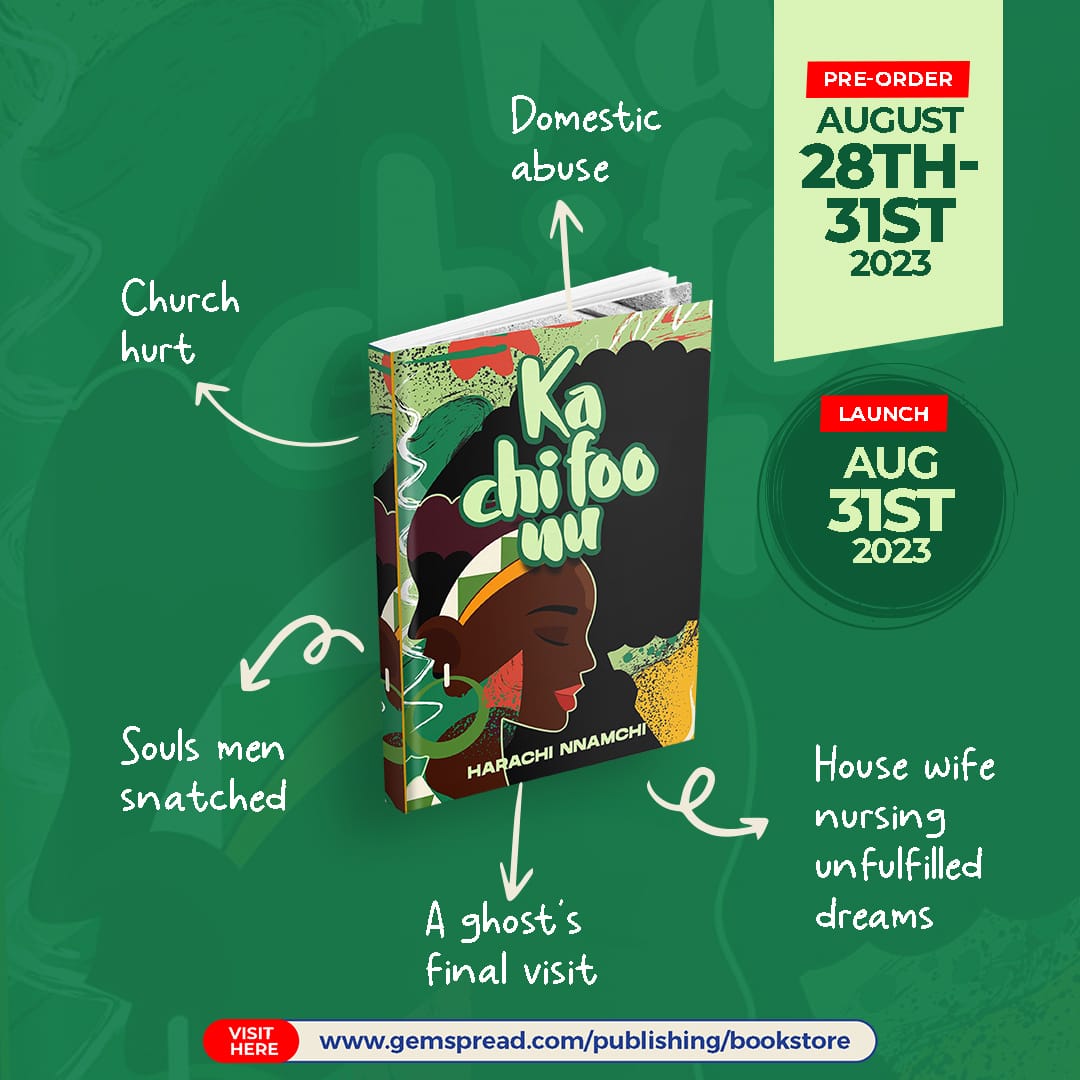 PRE-ORDER
AUGUST
28TH-
31ST
2023
Domestic
abuse
Church
hurt
LAUNCH
AUG
31ST
2023
Ka
chi foo
nu
HARACHI NNAMCHI
Souls men
snatched
House wife
nursing
unfulfilled
dreams
A ghost's
final visit
VISIT
HERE
www.gemspread.com/publishing/bookstore